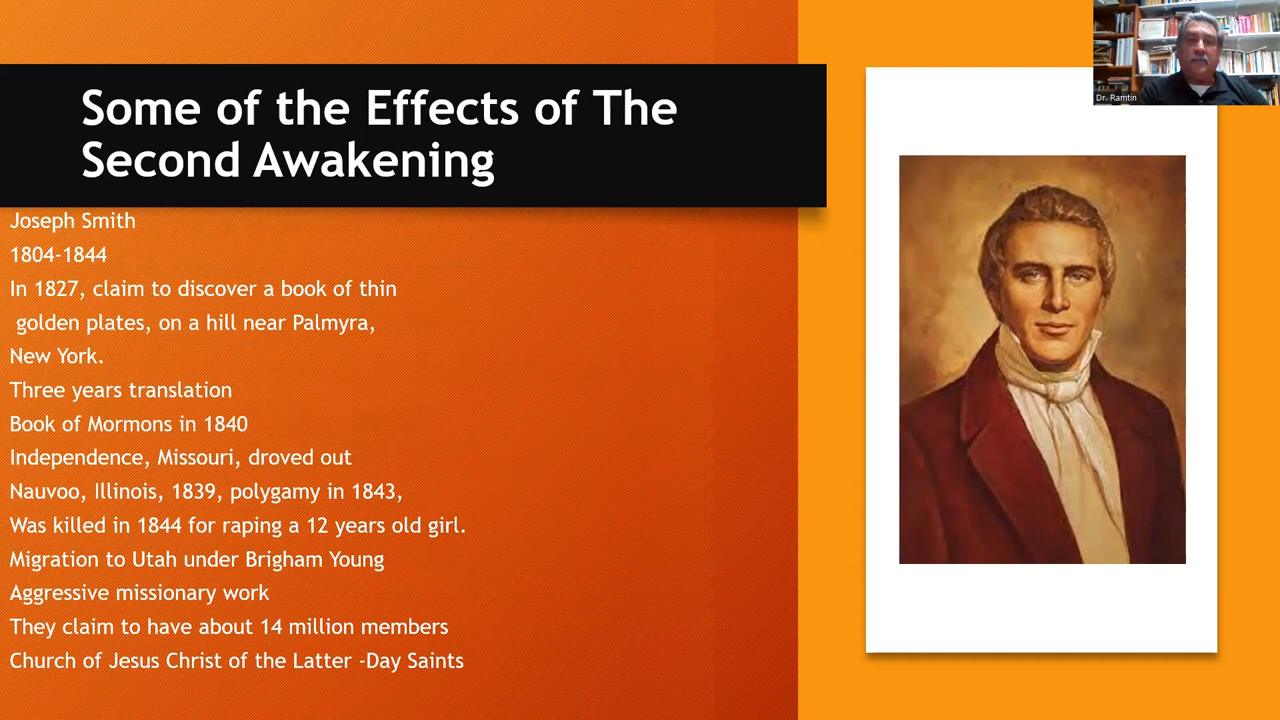 Some of the Effects of The
Second Awakening
Joseph Smith
1804-1844
In 1827, claim to discover a book of thin
golden plates, on a hill near Palmyra,
New York.
Three years translation
Book of Mormons in 1840
Independence, Missouri, droved out
Nauvoo, Illinois, 1839, polygamy in 1843,
Was killed in 1844 for raping a 12 years old girl.
Migration to Utah under Brigham Young
Aggressive missionary work
They claim to have about 14 million members
Church of Jesus Christ of the Latter -Day Saints
Dr. Ramtin